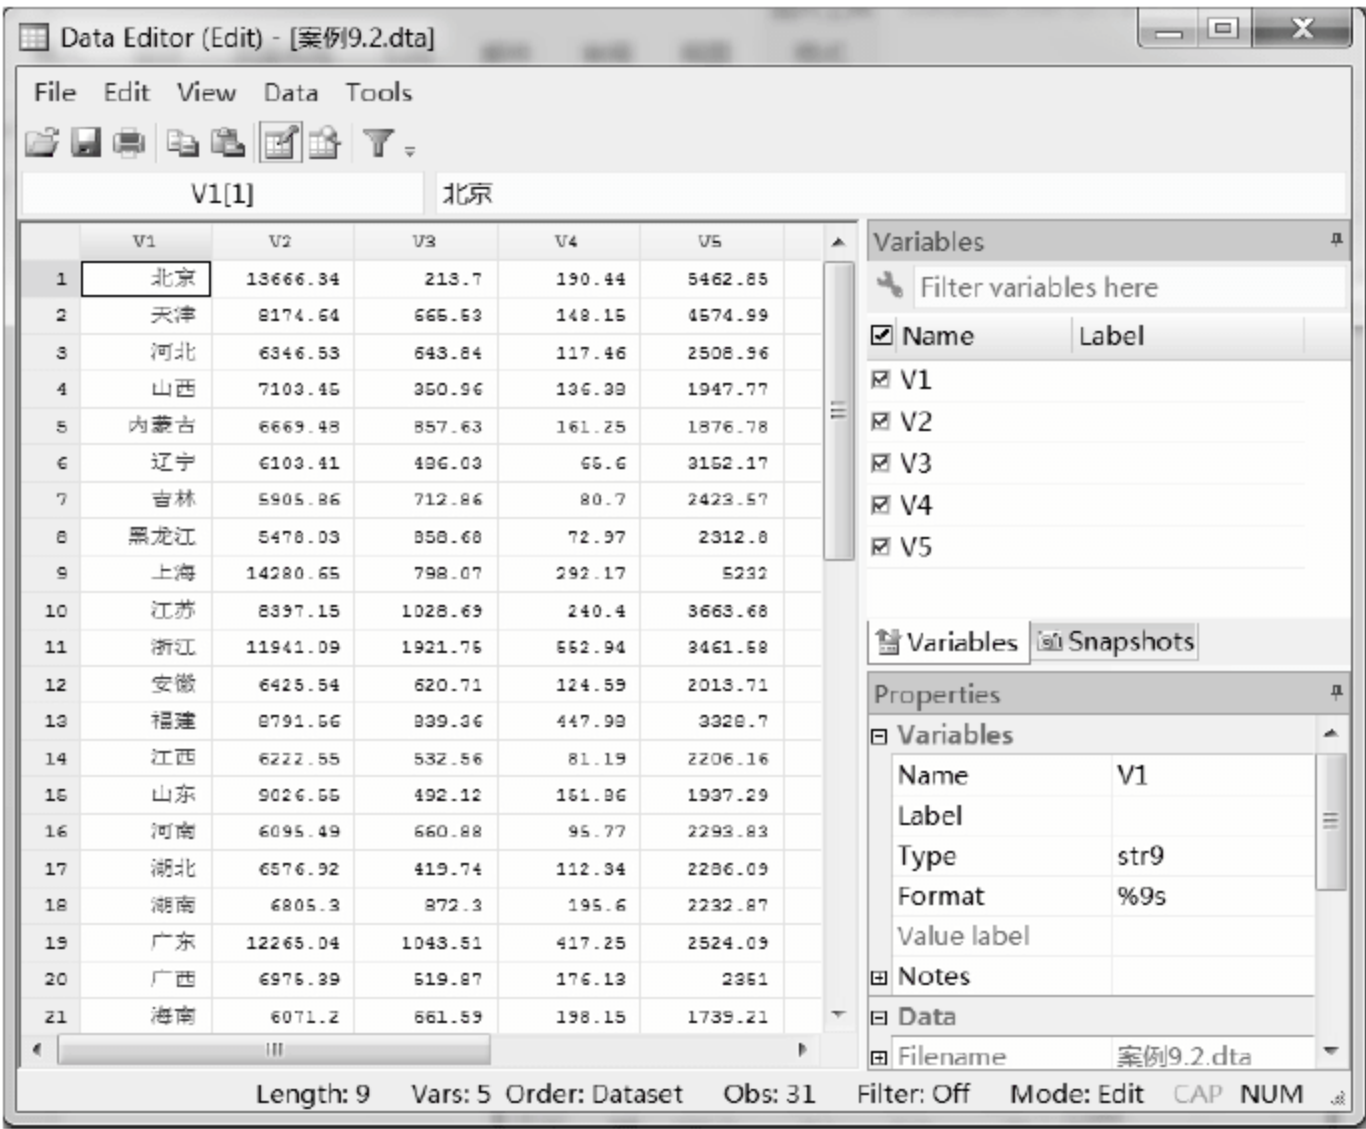 Data Editor (Edit) - [案例9.2.dta]
File Edit View Data Tools
V1[1] 北京
V1 V2 V3 V4 V5
1 北京 13666.34 213.7 190.44 5462.85
2 天津 8174.64 665.53 148.15 4574.99
3 河北 6346.53 643.84 117.46 2508.96
4 山西 7103.45 350.96 136.38 1947.77
5 内蒙古 6669.48 857.63 161.25 1876.78
6 辽宁 6103.41 496.03 65.6 3152.17
7 吉林 5905.86 712.86 80.7 2423.57
8 黑龙江 5478.03 858.68 72.97 2312.8
9 上海 14280.65 798.07 292.17 5232
10 江苏 8397.15 1028.69 240.4 3663.68
11 浙江 11941.09 1921.75 552.94 3461.58
12 安徽 6425.54 620.71 124.59 2013.71
13 福建 8791.56 839.36 447.98 3328.7
14 江西 6222.55 532.56 81.19 2206.16
15 山东 9026.55 492.12 151.86 1937.29
16 河南 6095.49 660.88 95.77 2293.83
17 湖北 6576.92 419.74 112.34 2286.09
18 湖南 6805.3 872.3 195.6 2232.87
19 广东 12265.04 1043.51 417.25 2524.09
20 广西 6975.39 519.87 176.13 2351
21 海南 6071.2 661.59 198.15 1739.21
Variables
Filter variables here
Name Label
V1
V2
V3
V4
V5
Variables Snapshots
Properties
Variables
Name V1
Label
Type str9
Format %9s
Value label
Notes
Data
Filename 案例9.2.dta
Length: 9 Vars: 5 Order: Dataset Obs: 31 Filter: Off Mode: Edit CAP NUM